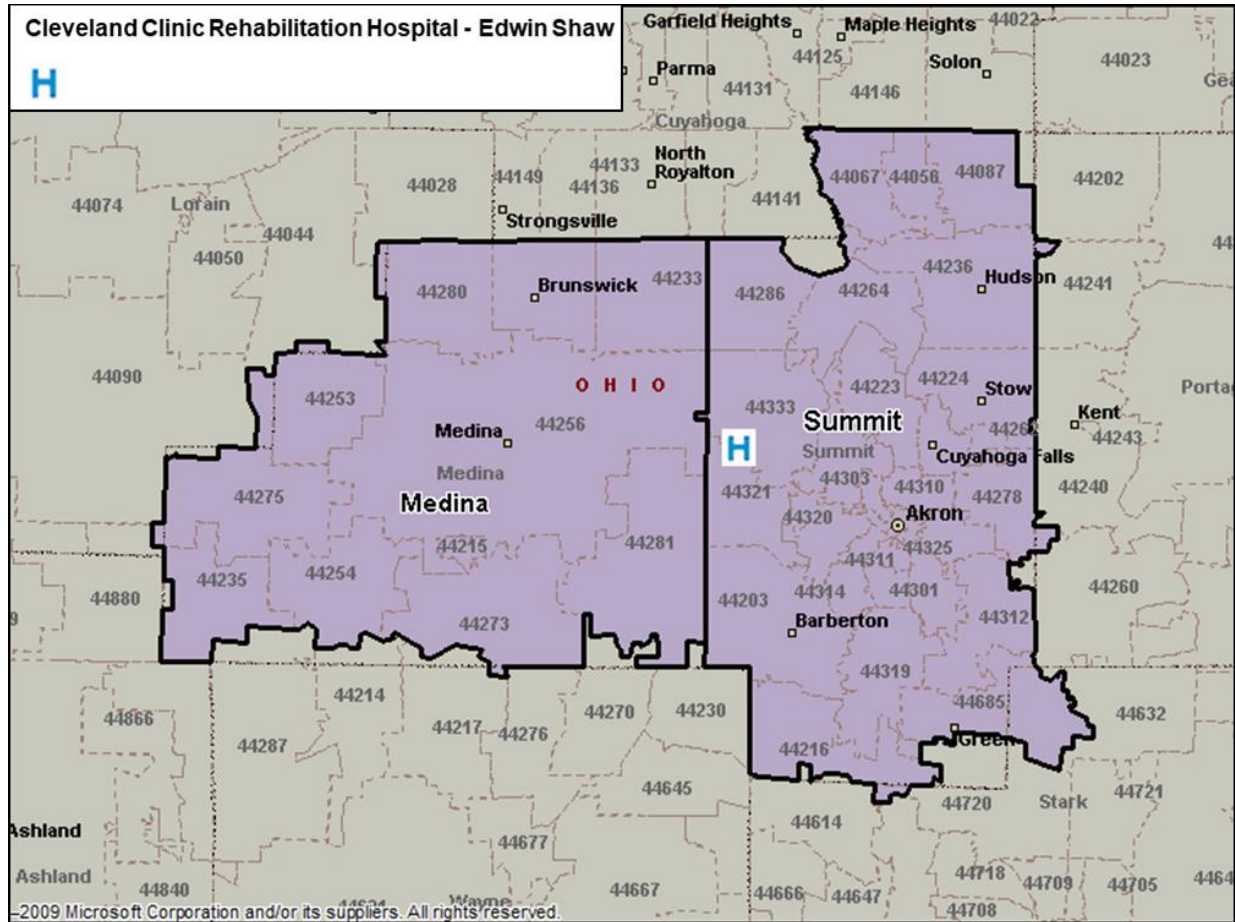 Cleveland Clinic Rehabilitation Hospital - Edwin Shaw
H
Garfield Heights
Maple Heights
44022
44125
Solon
44023
Parma
44131
44146
Cuyahoga
44133
North
Royalton
44028
44149
44136
44141
44067
44056
44087
44202
44074
Lorain
Strongsville
44044
44050
44280
Brunswick
44233
44286
44264
44236
Hudson
44241
44090
OHIO
44253
44256
44223
44224
Stow
44333
Summit
44262
Kent
44243
Medina
H
Summit
Cuyahoga Falls
Medina
44303
44310
44278
44240
44275
Medina
44321
44320
Akron
44215
44281
44311
44325
44235
44254
44203
44314
44301
44312
44260
44880
44273
Barberton
44319
44214
44685
44866
44287
44217
44276
44270
44230
44216
Green
44632
44645
44720
Stark
44721
Ashland
44614
44677
Ashland
44840
Wayne
44667
44666
44647
44718
44709
44705
44708
2009 Microsoft Corporation and/or its suppliers. All rights reserved.